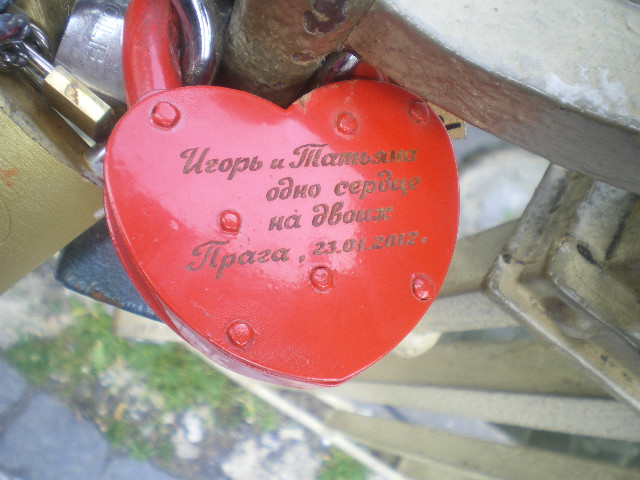 Игорь и Татьяна
одно сердце
на двоих
Прага, 23.01.2012.